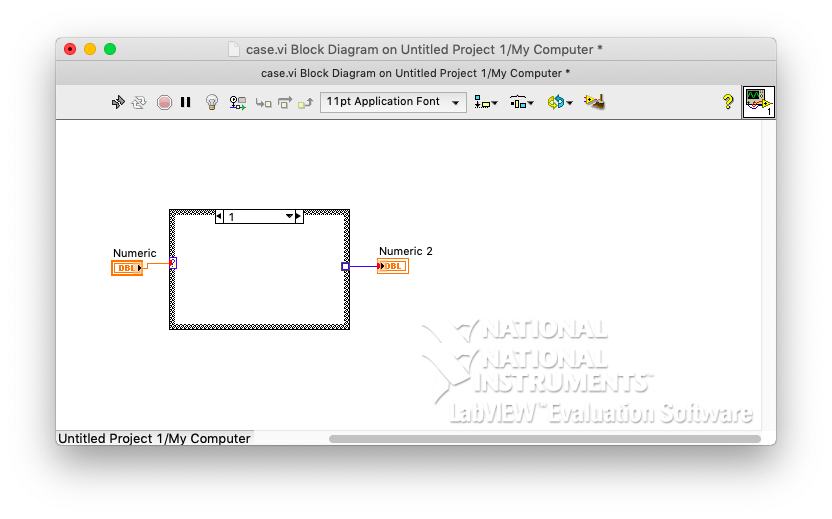 case.vi Block Diagram on Untitled Project 1/My Computer *
case.vi Block Diagram on Untitled Project 1/My Computer *
11pt Application Font
?
1
1
Numeric
DBL
Numeric 2
DBL
NATIONAL
NATIONAL
INSTRUMENTS™
LabVIEW™ Evaluation Software
Untitled Project 1/My Computer